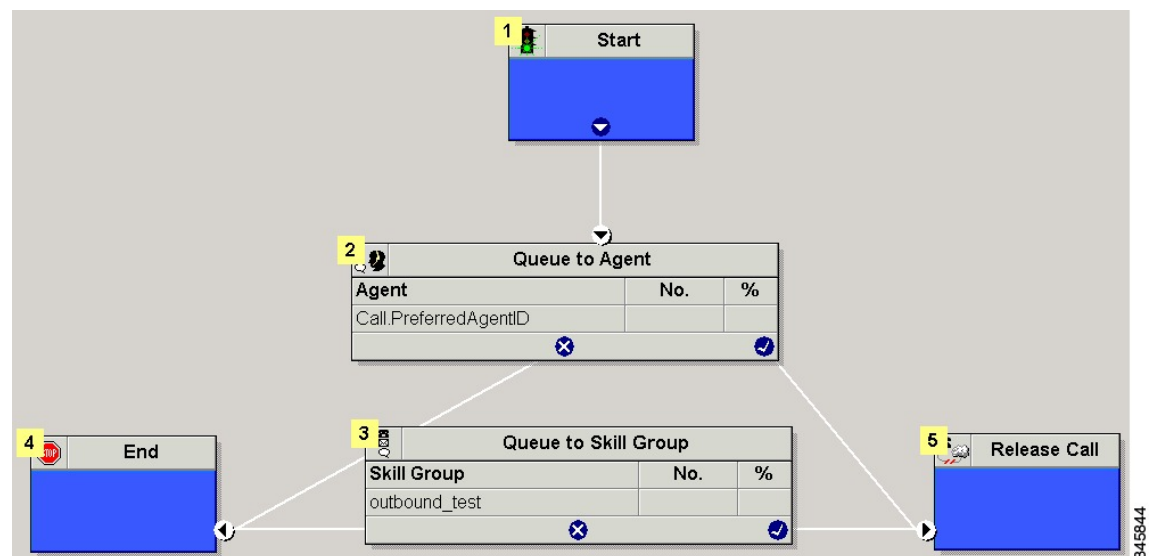 1 Start
2 Queue to Agent
Agent No. %
Call.PreferredAgentID
3 Queue to Skill Group
Skill Group No. %
outbound_test
4 STOP End
5 Release Call
345844